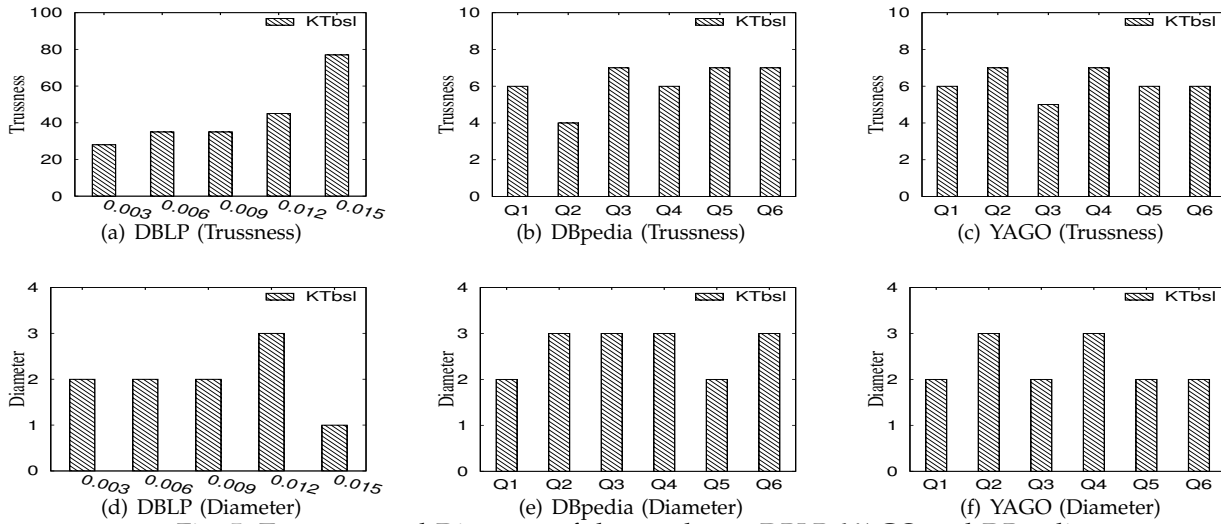 100
80
60
40
20
0
Trussness
KTbsl
0.003 0.006 0.009 0.012 0.015
(a) DBLP (Trussness)
10
8
6
4
2
0
Trussness
KTbsl
Q1 Q2 Q3 Q4 Q5 Q6
(b) DBpedia (Trussness)
10
8
6
4
2
0
Trussness
KTbsl
Q1 Q2 Q3 Q4 Q5 Q6
(c) YAGO (Trussness)
4
3
2
1
0
Diameter
KTbsl
0.003 0.006 0.009 0.012 0.015
(d) DBLP (Diameter)
4
3
2
1
0
Diameter
KTbsl
Q1 Q2 Q3 Q4 Q5 Q6
(e) DBpedia (Diameter)
4
3
2
1
0
Diameter
KTbsl
Q1 Q2 Q3 Q4 Q5 Q6
(f) YAGO (Diameter)